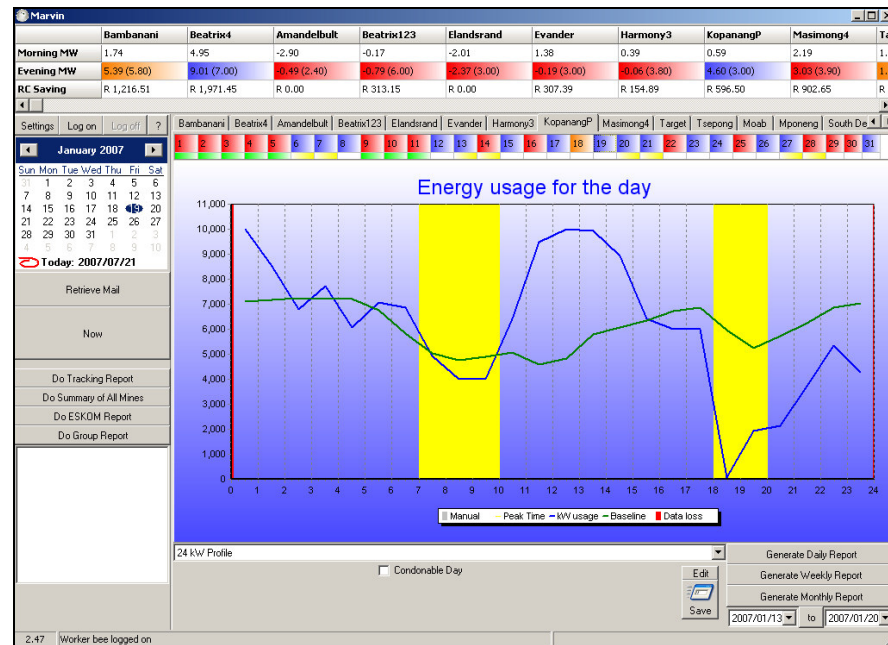 Marvin
Bambanani Beatrix4 Amandelbult Beatrix123 Elandsrand Evander Harmony3 KopanangP Masimong4 Ta
Morning MW 1.74 4.95 -2.90 -0.17 -2.01 1.38 0.39 0.59 2.19 1.
Evening MW 5.39 (5.80) 9.01 (7.00) -0.49 (2.40) -0.79 (6.00) -2.37 (3.00) -0.19 (3.00) -0.06 (3.80) 4.60 (3.00) 3.03 (3.90) 1.
RC Saving R 1,216.51 R 1,971.45 R 0.00 R 313.15 R 0.00 R 307.39 R 154.89 R 596.50 R 902.65 R
Settings Log on Log off ?
Bambanani Beatrix4 Amandelbult Beatrix123 Elandsrand Evander Harmony3 KopanangP Masimong4 Target Tsepong Moab Mponeng South De
1 2 3 4 5 6 7 8 9 10 11 12 13 14 15 16 17 18 19 20 21 22 23 24 25 26 27 28 29 30 31
January 2007
Sun Mon Tue Wed Thu Fri Sat
31 1 2 3 4 5 6
7 8 9 10 11 12 13
14 15 16 17 18 19 20
21 22 23 24 25 26 27
28 29 30 31 1 2 3
4 5 6 7 8 9 10
Today: 2007/07/21
Retrieve Mail
Now
Do Tracking Report
Do Summary of All Mines
Do ESKOM Report
Do Group Report
Energy usage for the day
11,000
10,000
9,000
8,000
7,000
6,000
5,000
4,000
3,000
2,000
1,000
0
0 1 2 3 4 5 6 7 8 9 10 11 12 13 14 15 16 17 18 19 20 21 22 23 24
Manual Peak Time kW usage Baseline Data loss
24 kW Profile
Condonable Day
Edit
Save
Generate Daily Report
Generate Weekly Report
Generate Monthly Report
2007/01/13 to 2007/01/20
2.47 Worker bee logged on